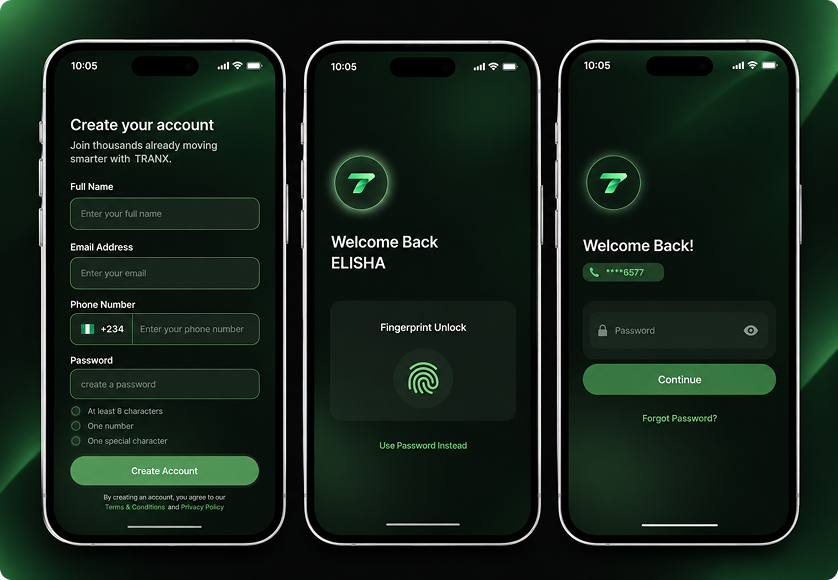 10:05
Create your account
Join thousands already moving
smarter with TRANX.
Full Name
Enter your full name
Email Address
Enter your email
Phone Number
+234
Enter your phone number
Password
create a password
At least 8 characters
One number
One special character
Create Account
By creating an account, you agree to our
Terms & Conditions and Privacy Policy
10:05
Welcome Back
ELISHA
Fingerprint Unlock
Use Password Instead
10:05
Welcome Back!
****6577
Password
Continue
Forgot Password?